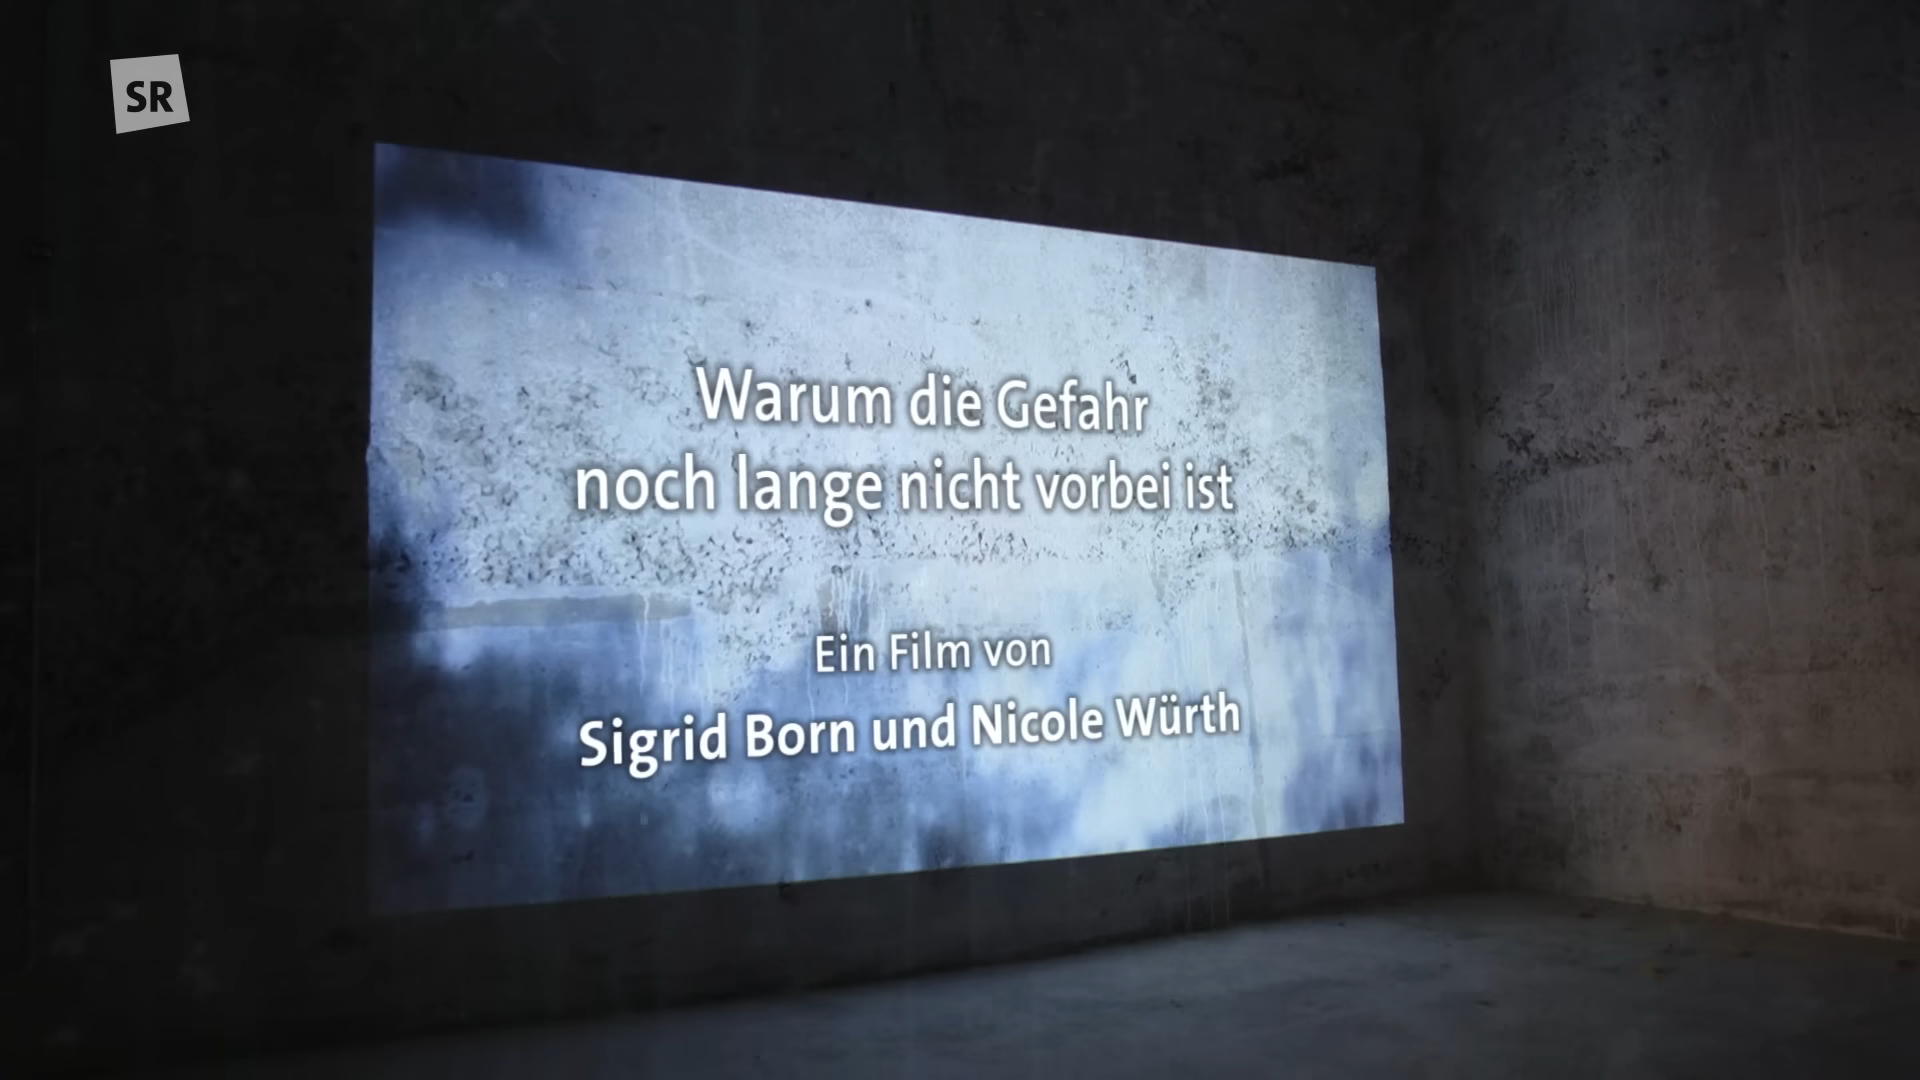 SR
Warum die Gefahr
noch lange nicht vorbei ist
Ein Film von
Sigrid Born und Nicole Würth